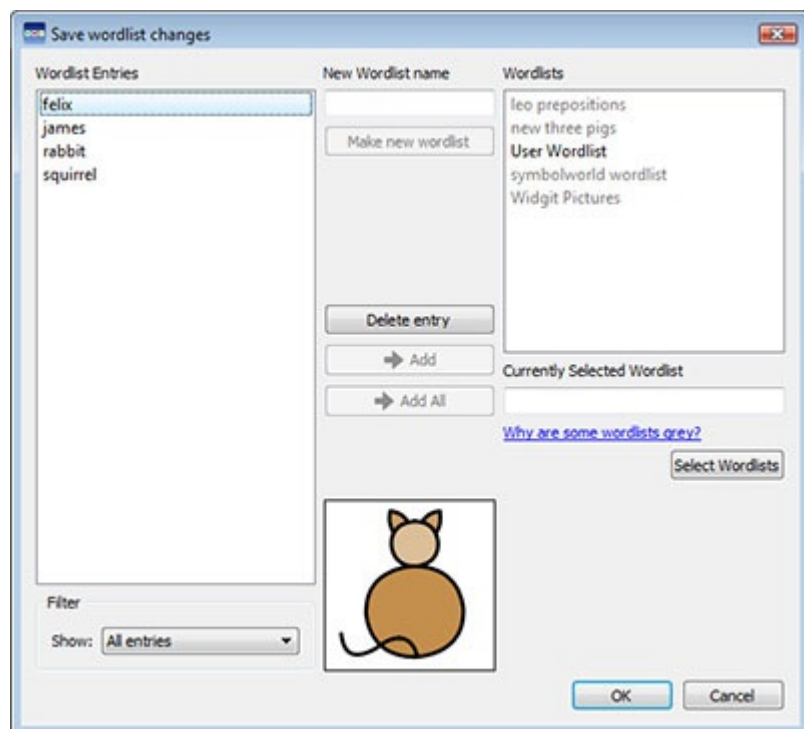 Save wordlist changes
Wordlist Entries
felix
james
rabbit
squirrel
Filter
Show: All entries
New Wordlist name
Make new wordlist
Delete entry
Add
Add All
Wordlists
leo prepositions
new three pigs
User Wordlist
symbolworld wordlist
Widgit Pictures
Currently Selected Wordlist
Why are some wordlists grey?
Select Wordlists
OK
Cancel